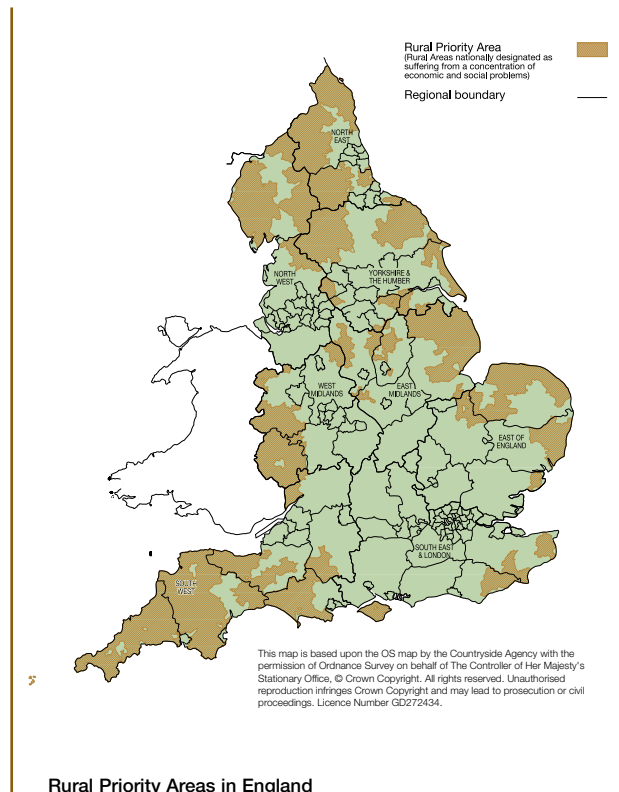 Rural Priority Area
(Rural Areas nationally designated as
suffering from a concentration of
economic and social problems)
Regional boundary
NORTH
EAST
NORTH
WEST
YORKSHIRE &
THE HUMBER
WEST
MIDLANDS
EAST
MIDLANDS
EAST OF
ENGLAND
SOUTH EAST
& LONDON
SOUTH
WEST
This map is based upon the OS map by the Countryside Agency with the
permission of Ordnance Survey on behalf of The Controller of Her Majesty's
Stationary Office, © Crown Copyright. All rights reserved. Unauthorised
reproduction infringes Crown Copyright and may lead to prosecution or civil
proceedings. Licence Number GD272434.
Rural Priority Areas in England